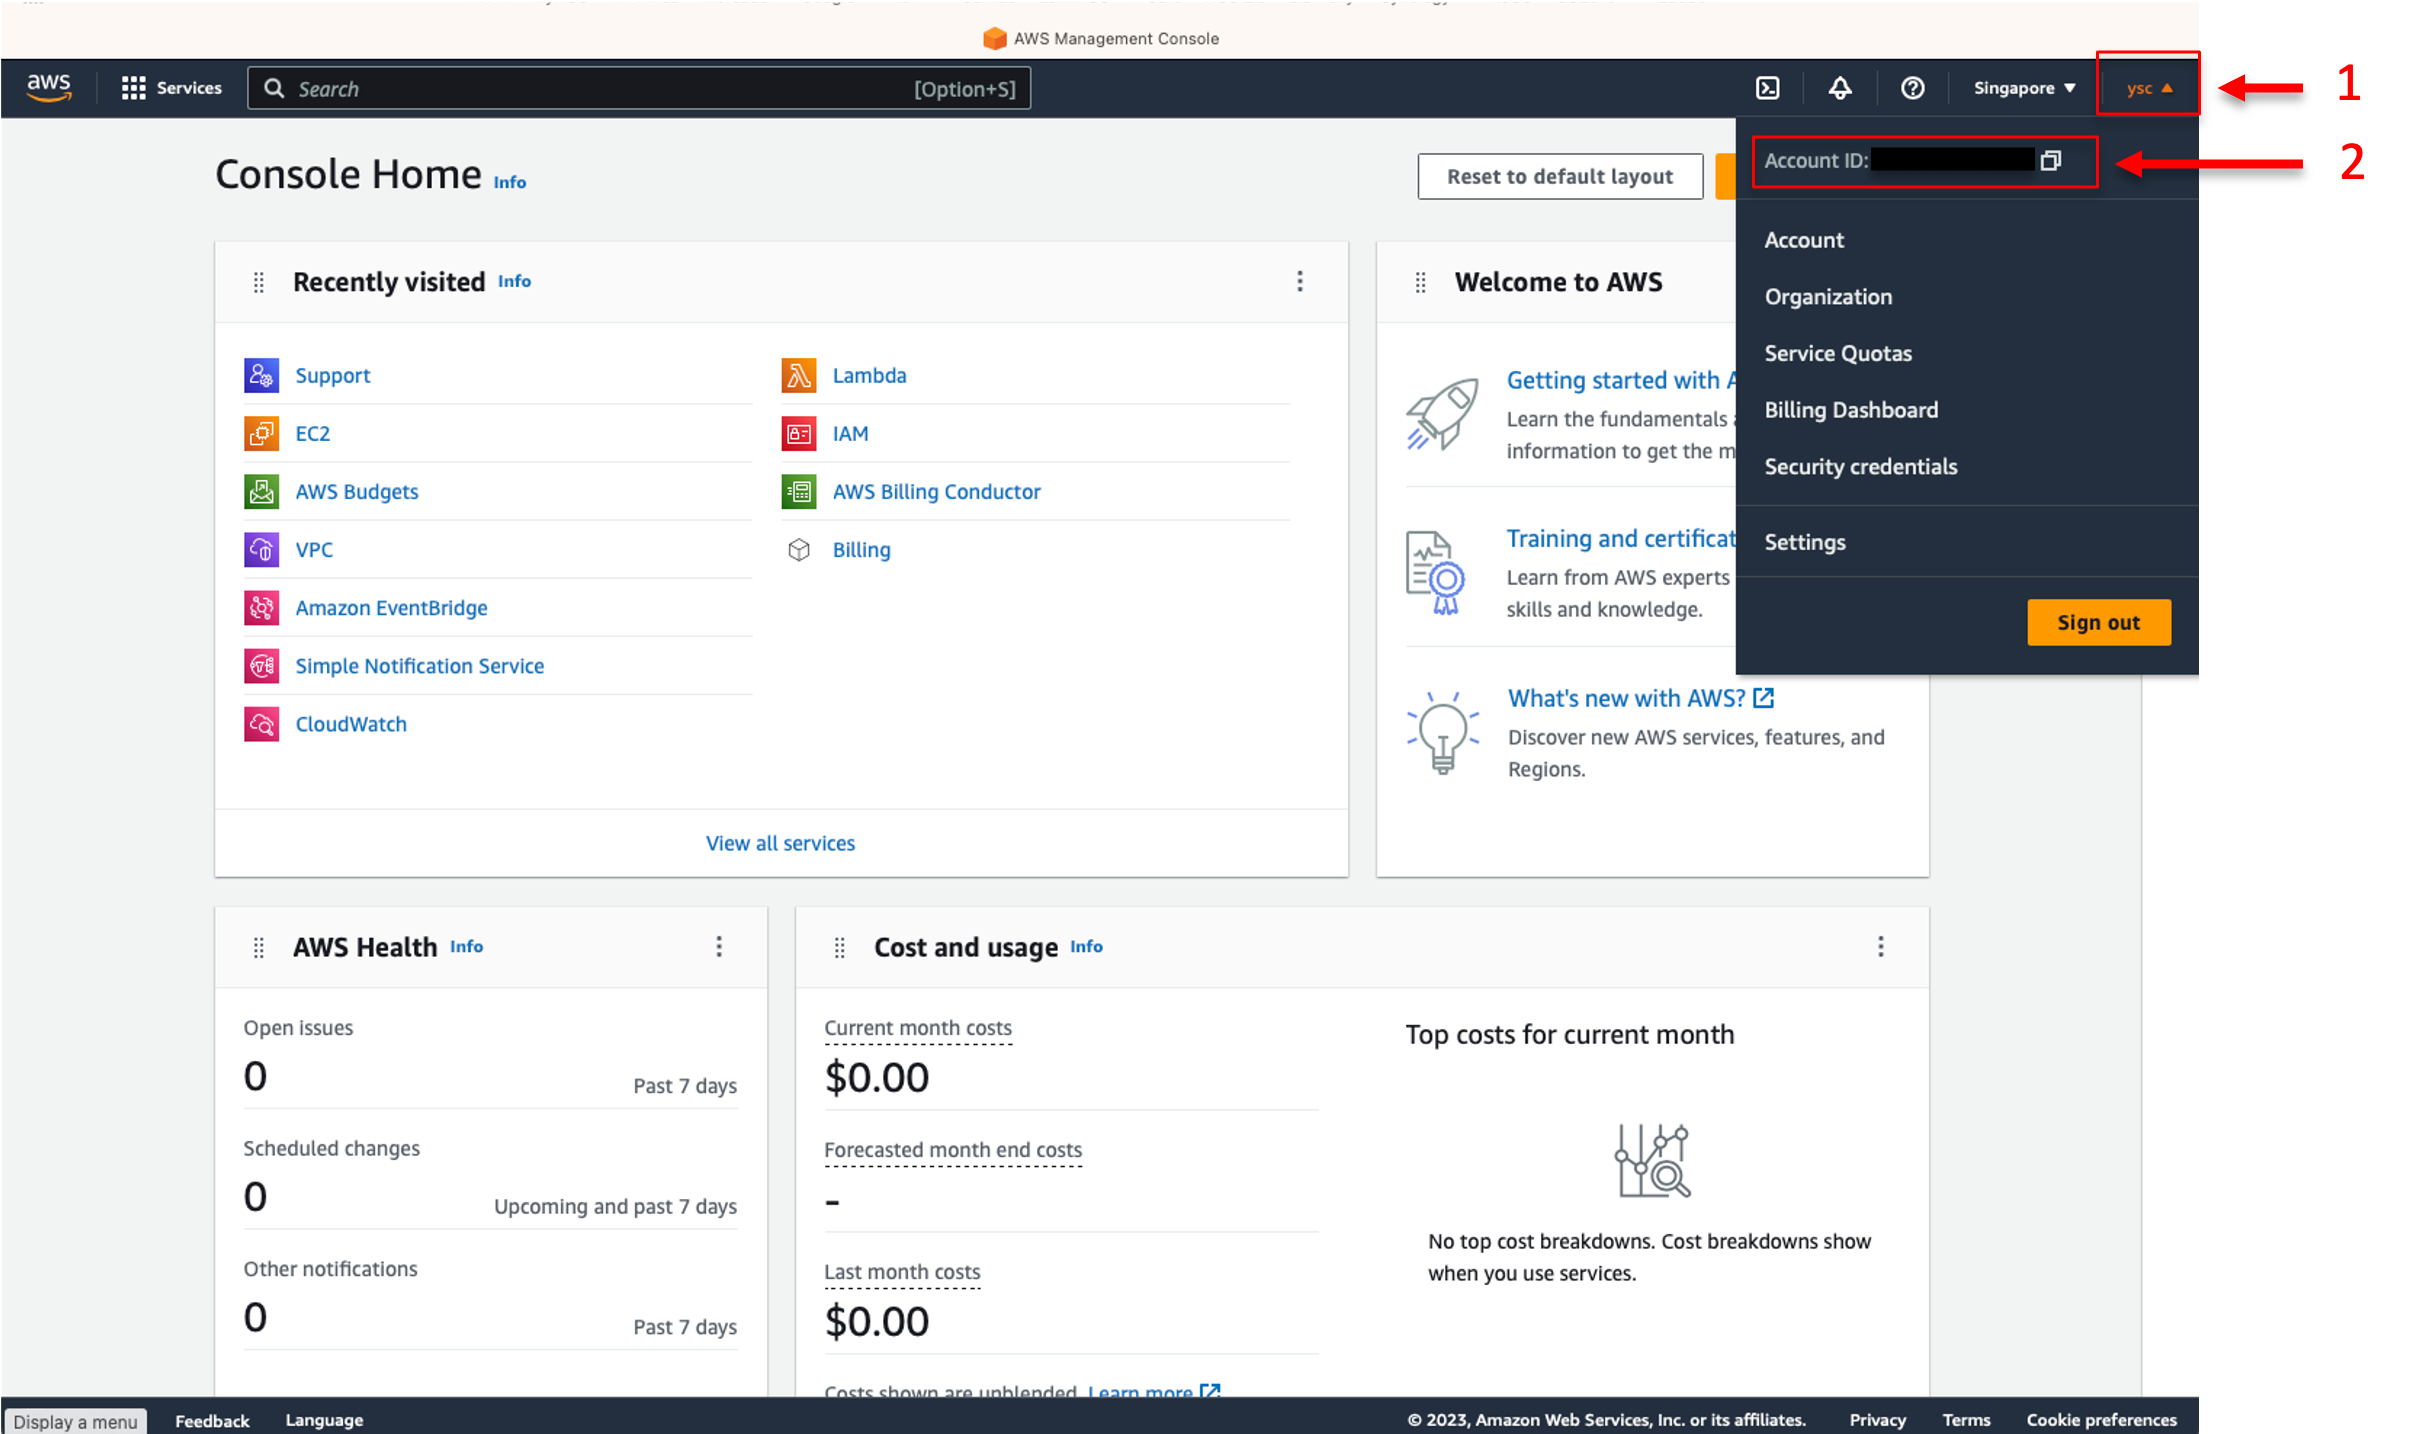 AWS Management Console
aws
Services
Search
[Option+S]
Singapore ▼
ysc ▲
1
Account ID:
2
Console Home Info
Reset to default layout
Account
Organization
Service Quotas
Billing Dashboard
Security credentials
Settings
Sign out
Recently visited Info
Support
EC2
AWS Budgets
VPC
Amazon EventBridge
Simple Notification Service
CloudWatch
Lambda
IAM
AWS Billing Conductor
Billing
View all services
Welcome to AWS
Getting started with
Learn the fundamentals
information to get the
Training and
Learn from AWS experts
skills and knowledge.
What's new with AWS?
Discover new AWS services, features, and
Regions.
AWS Health Info
Open issues
0
Past 7 days
Scheduled changes
0
Upcoming and past 7 days
Other notifications
0
Past 7 days
Cost and usage Info
Current month costs
$0.00
Forecasted month end costs
-
Last month costs
$0.00
Costs shown are unblended. Learn more
Top costs for current month
No top cost breakdowns. Cost breakdowns show
when you use services.
Display a menu
Feedback
Language
© 2023, Amazon Web Services, Inc. or its affiliates.
Privacy
Terms
Cookie preferences